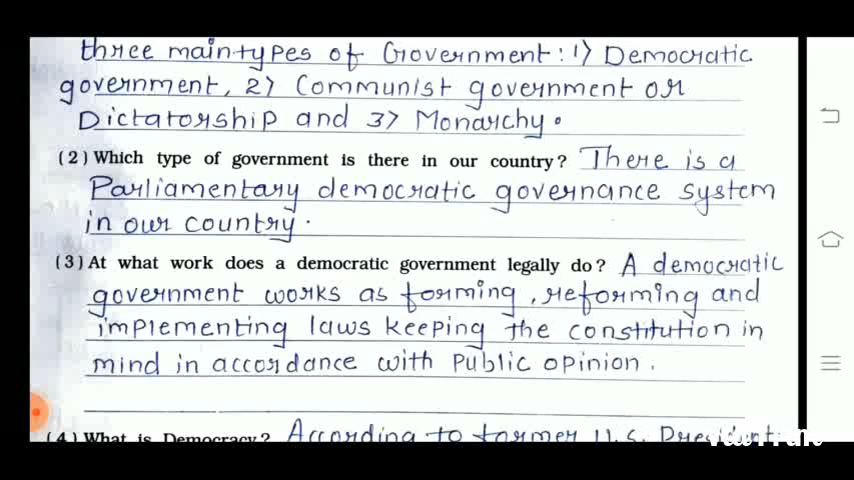 three main types of Government: 1) Democratic
government, 2) Communist government or
Dictatorship and 3) Monarchy.
(2) Which type of government is there in our country? There is a
Parliamentary democratic governance system
in our country.
(3) At what work does a democratic government legally do? A democratic
government works as forming, reforming and
implementing laws keeping the constitution in
mind in accordance with public opinion.
(4) What is Democracy? According to former U.S. President